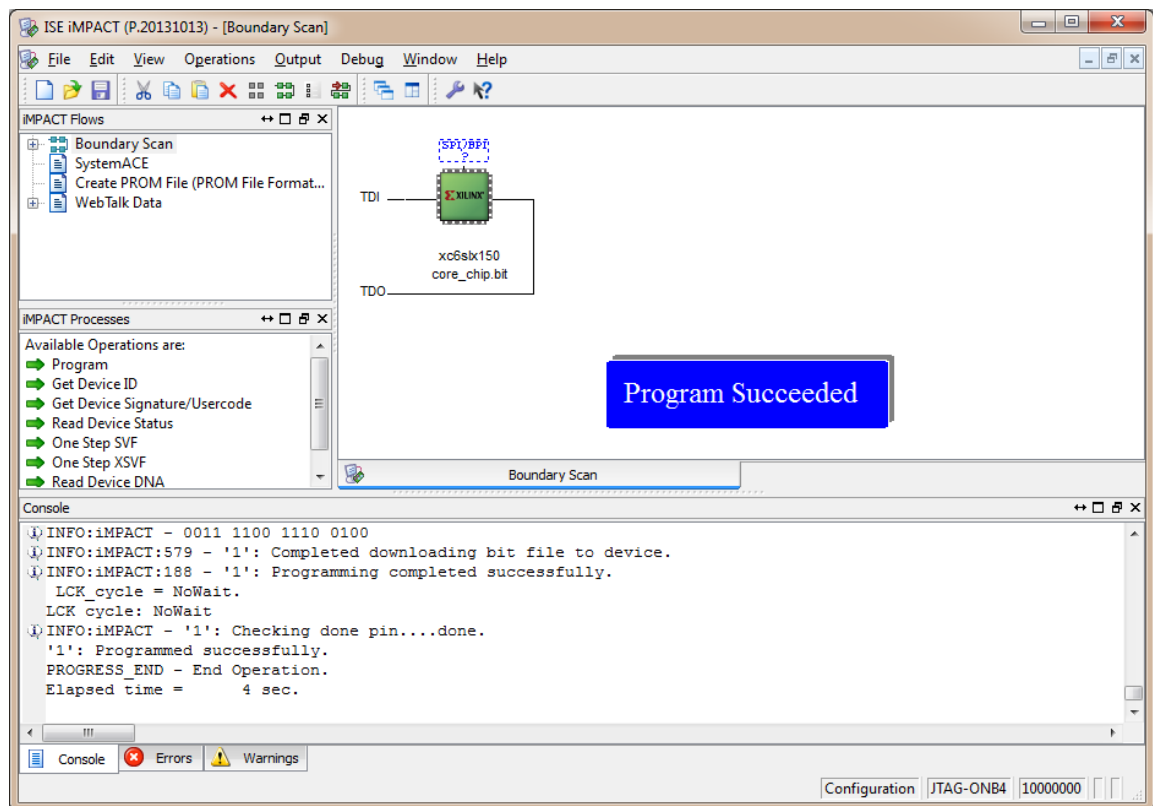 ISE iMPACT (P.20131013) - [Boundary Scan]
File Edit View Operations Output Debug Window Help
iMPACT Flows
Boundary Scan
SystemACE
Create PROM File (PROM File Format...
WebTalk Data
SPI/BPI
?
TDI
XILINX
xc6slx150
core_chip.bit
TDO
iMPACT Processes
Available Operations are:
Program
Get Device ID
Get Device Signature/Usercode
Read Device Status
One Step SVF
One Step XSVF
Read Device DNA
Program Succeeded
Boundary Scan
Console
INFO:iMPACT - 0011 1100 1110 0100
INFO:iMPACT:579 - '1': Completed downloading bit file to device.
INFO:iMPACT:188 - '1': Programming completed successfully.
LCK_cycle = NoWait.
LCK cycle: NoWait
INFO:iMPACT - '1': Checking done pin....done.
'1': Programmed successfully.
PROGRESS_END - End Operation.
Elapsed time = 4 sec.
Console Errors Warnings
Configuration JTAG-ONB4 10000000